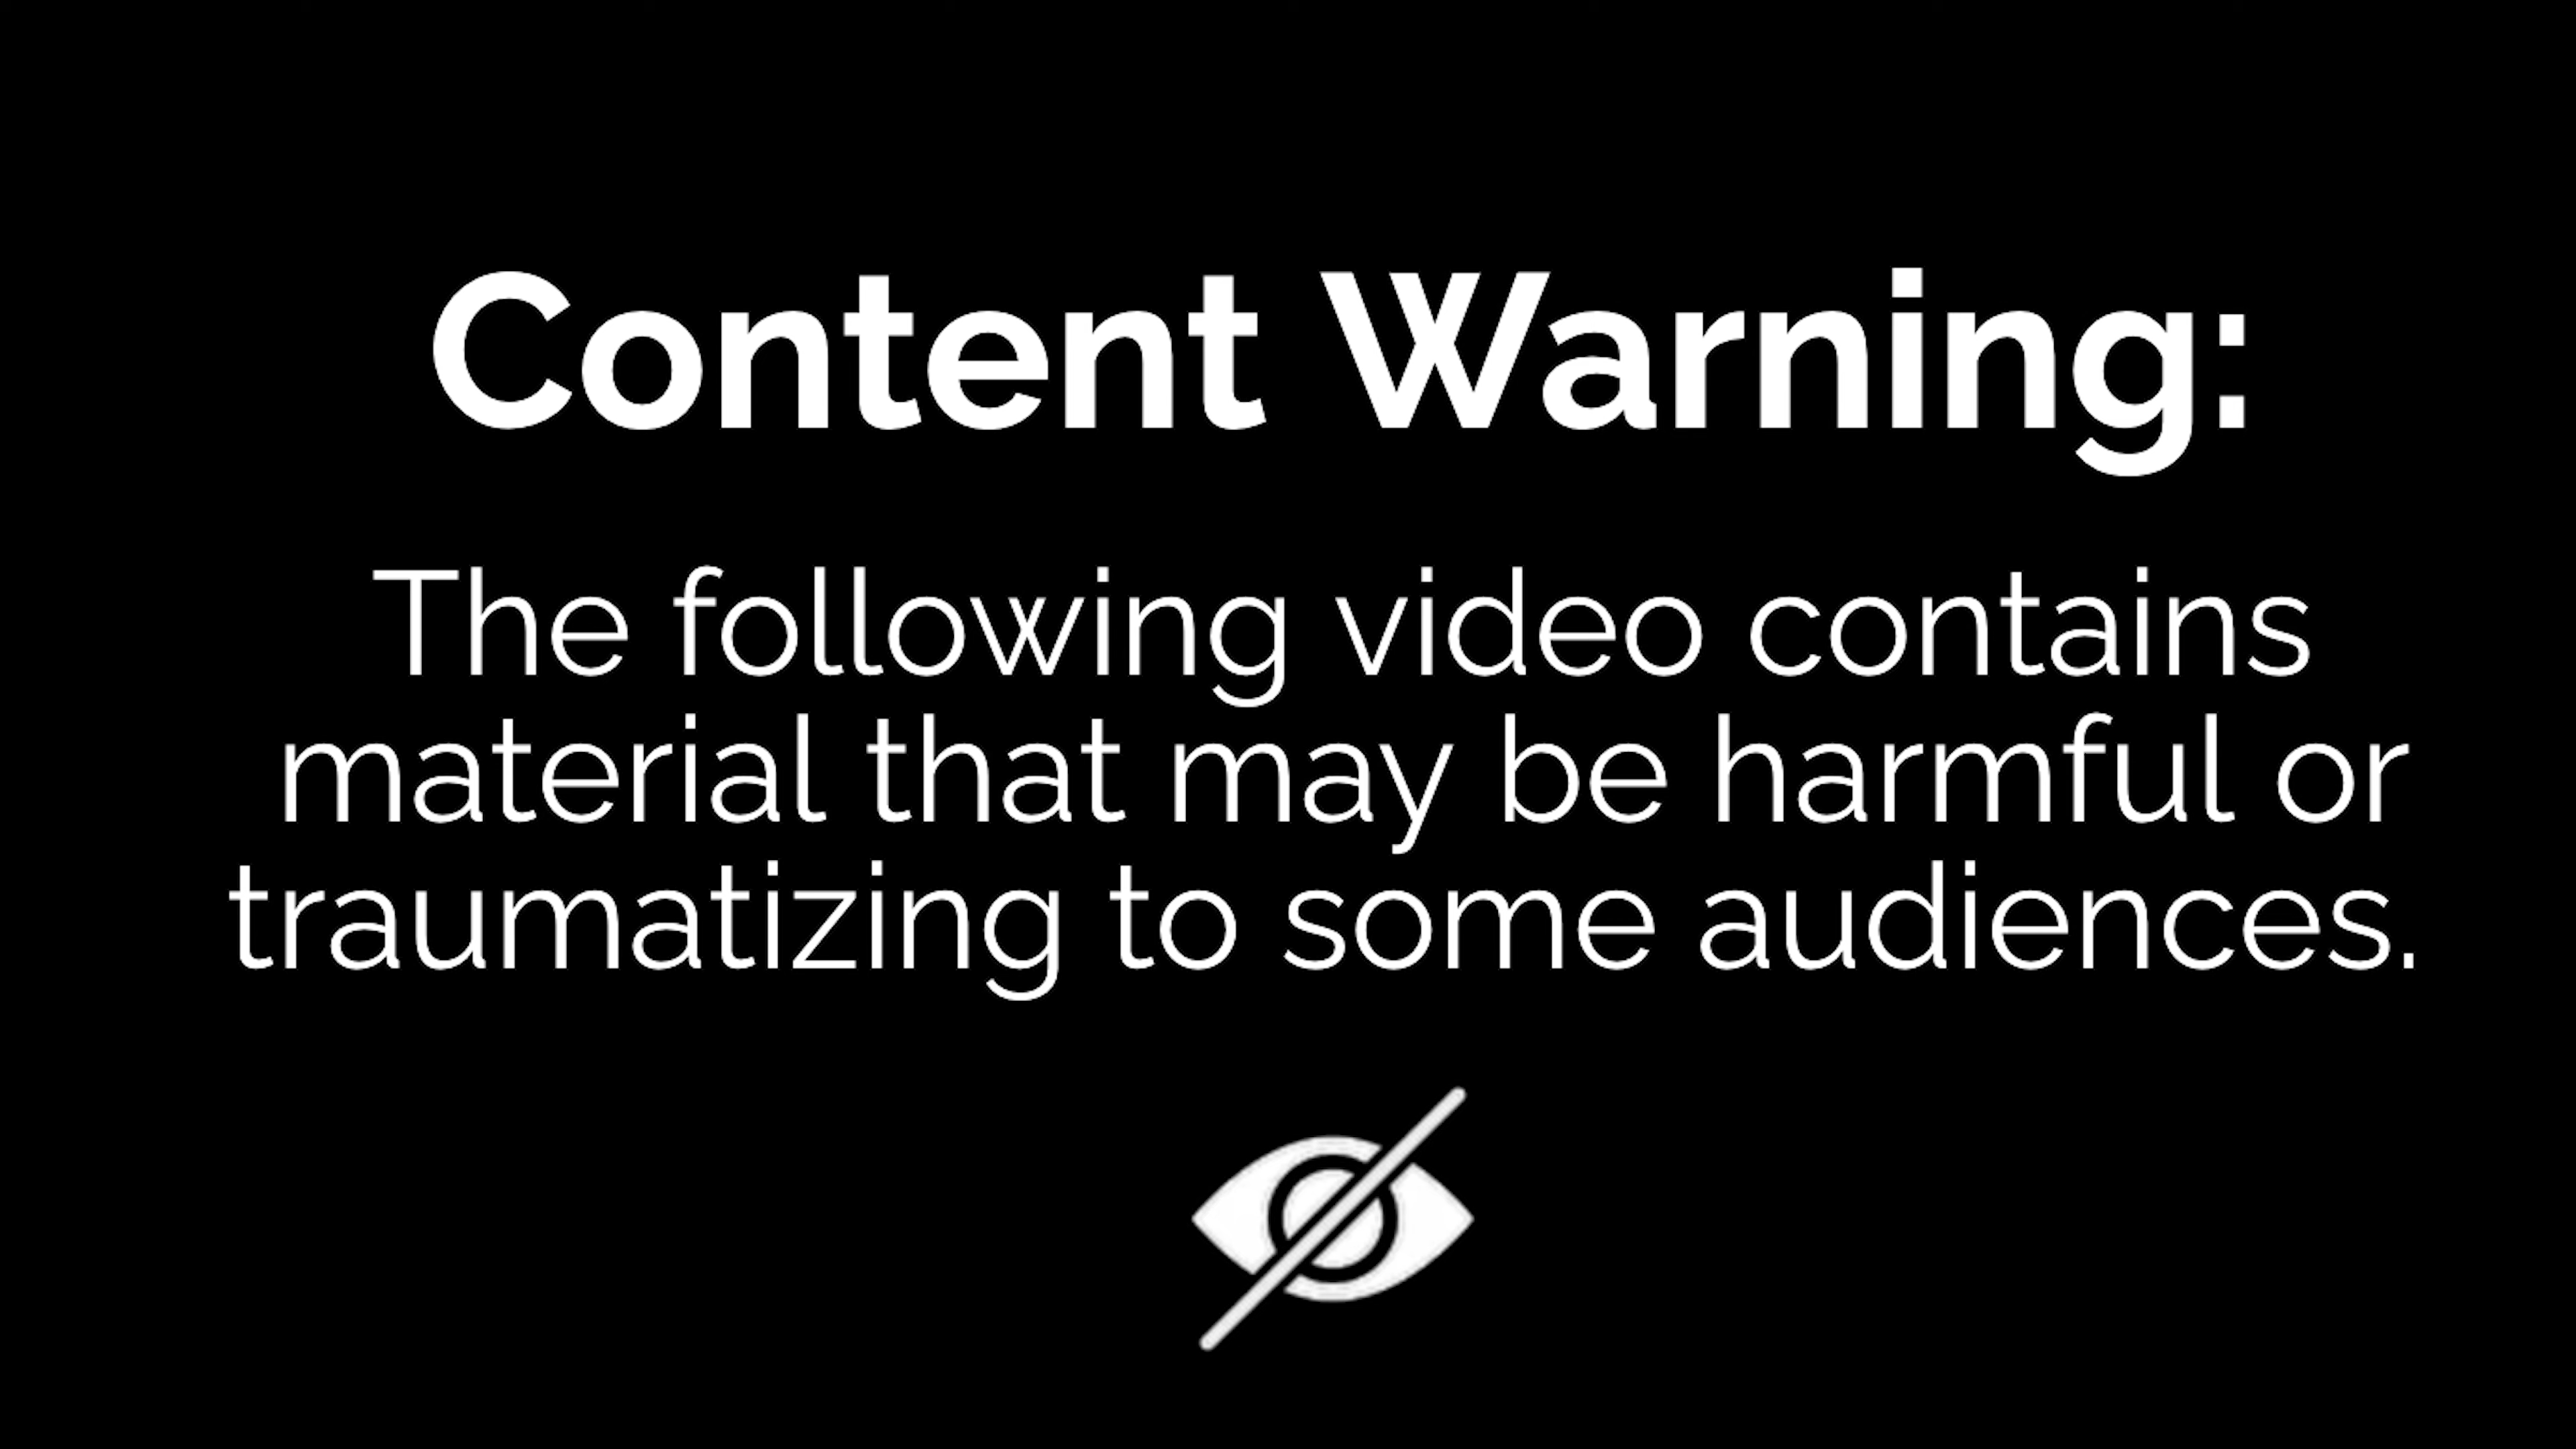 Content Warning:
The following video contains
material that may be harmful or
traumatizing to some audiences.